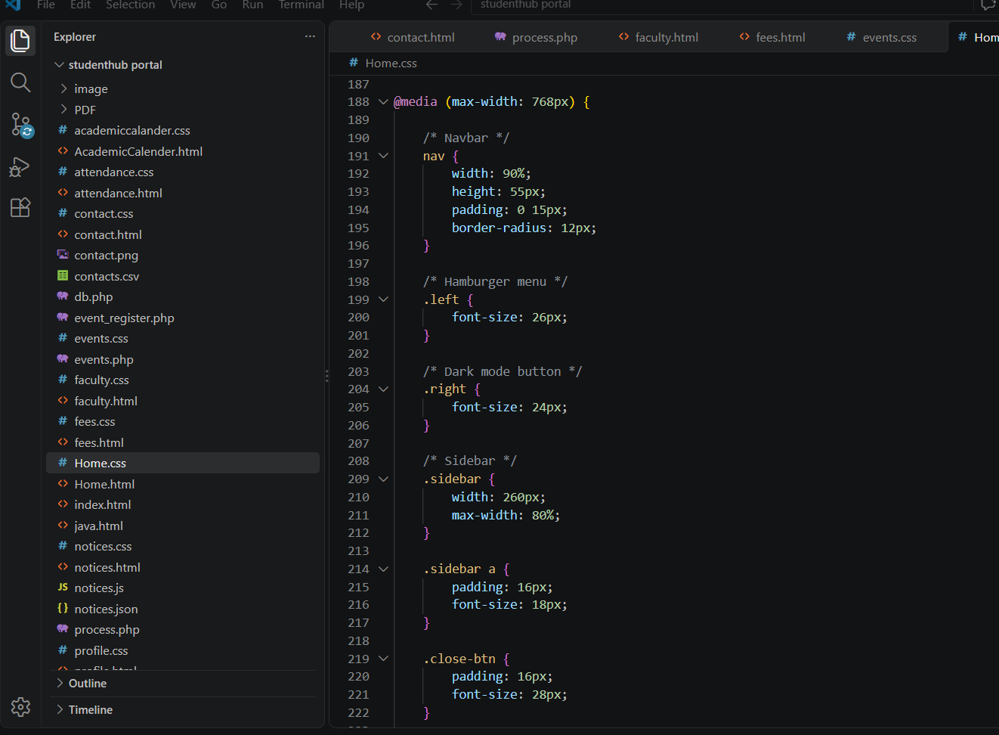 File Edit Selection View Go Run Terminal Help
studenthub portal
Explorer
studenthub portal
image
PDF
academiccalander.css
AcademicCalender.html
attendance.css
attendance.html
contact.css
contact.html
contact.png
contacts.csv
db.php
event_register.php
events.css
events.php
faculty.css
faculty.html
fees.css
fees.html
Home.css
Home.html
index.html
java.html
notices.css
notices.html
JS notices.js
{} notices.json
process.php
profile.css
profile.html
Outline
Timeline
contact.html process.php faculty.html fees.html # events.css # Hom
# Home.css
187
188 @media (max-width: 768px) {
189
190 /* Navbar */
191 nav {
192 width: 90%;
193 height: 55px;
194 padding: 0 15px;
195 border-radius: 12px;
196 }
197
198 /* Hamburger menu */
199 .left {
200 font-size: 26px;
201 }
202
203 /* Dark mode button */
204 .right {
205 font-size: 24px;
206 }
207
208 /* Sidebar */
209 .sidebar {
210 width: 260px;
211 max-width: 80%;
212 }
213
214 .sidebar a {
215 padding: 16px;
216 font-size: 18px;
217 }
218
219 .close-btn {
220 padding: 16px;
221 font-size: 28px;
222 }